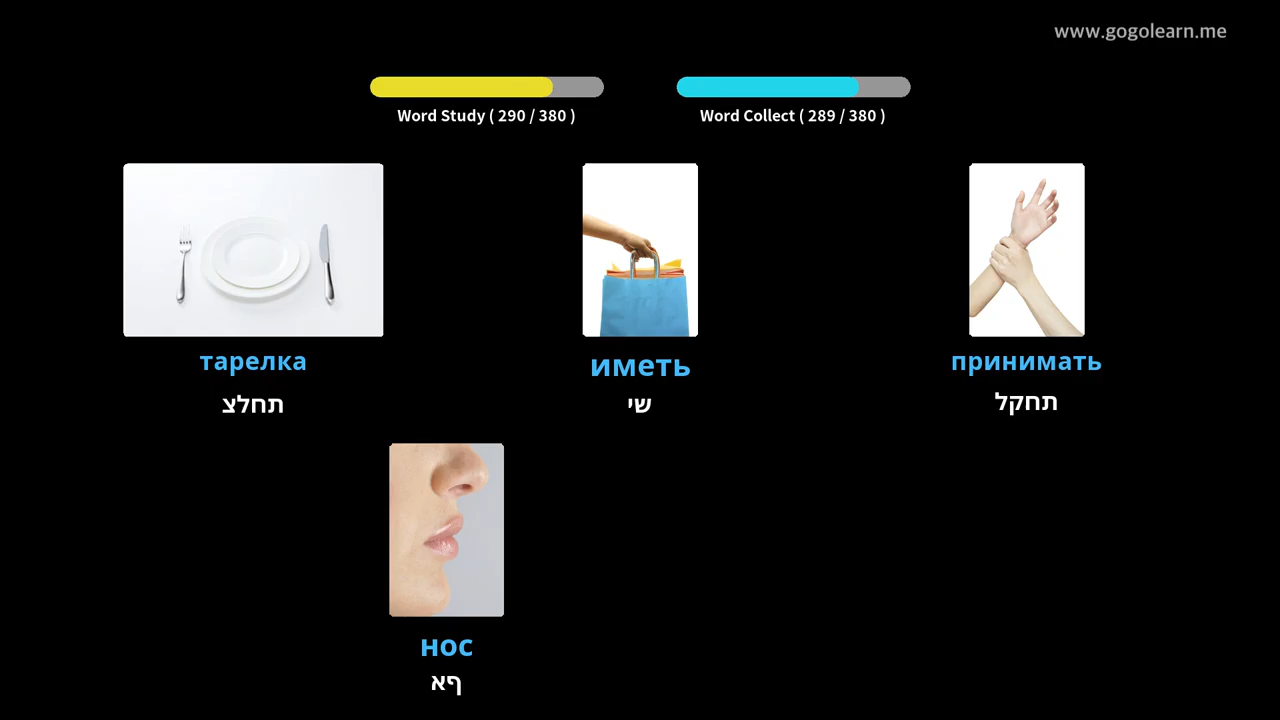 www.gogolearn.me
Word Study ( 290 / 380 )
Word Collect ( 289 / 380 )
тарелка
תחלצ
иметь
שי
принимать
תחקל
нос
ףא